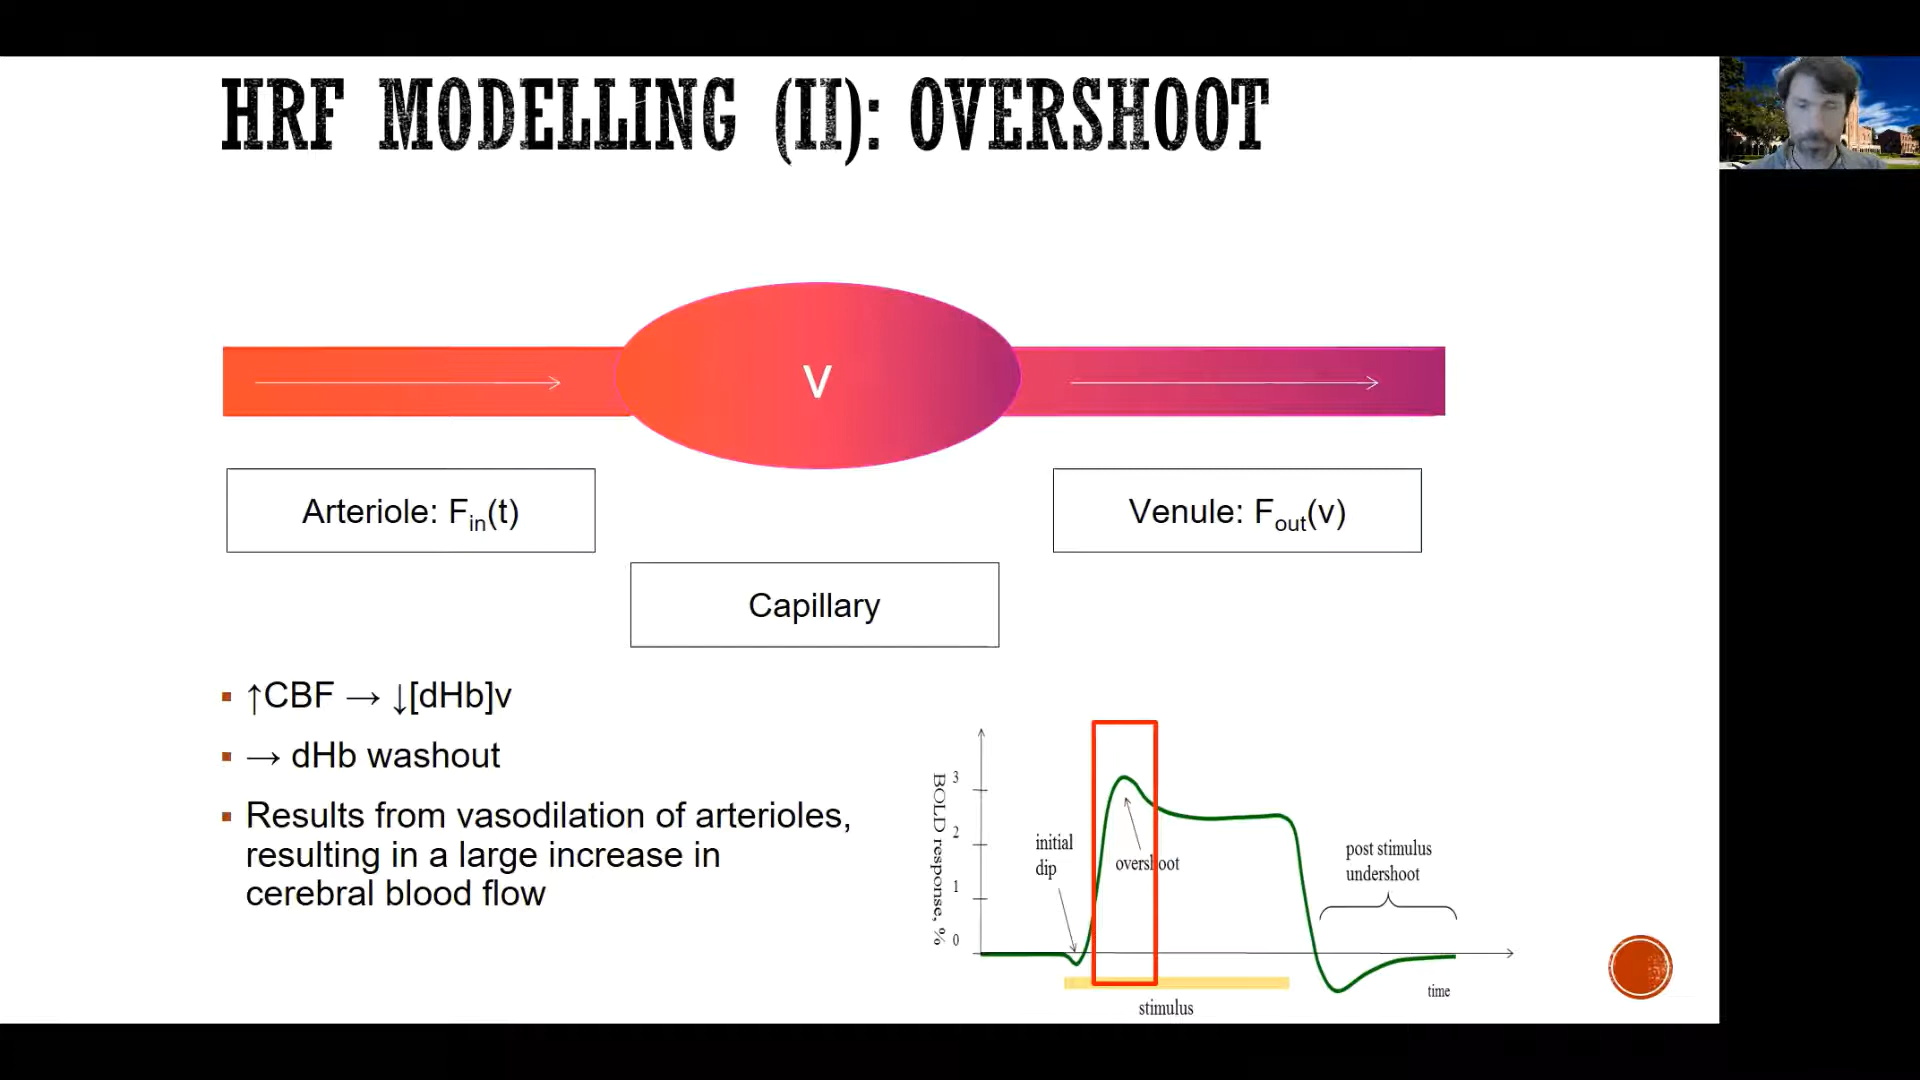 HRF MODELLING (II): OVERSHOOT
V
Arteriole: Fin(t)
Venule: Fout(v)
Capillary
↑CBF → ↓[dHb]v
→ dHb washout
Results from vasodilation of arterioles,
resulting in a large increase in
cerebral blood flow
BOLD response, %
3
2
1
0
initial
dip
overshoot
post stimulus
undershoot
time
stimulus